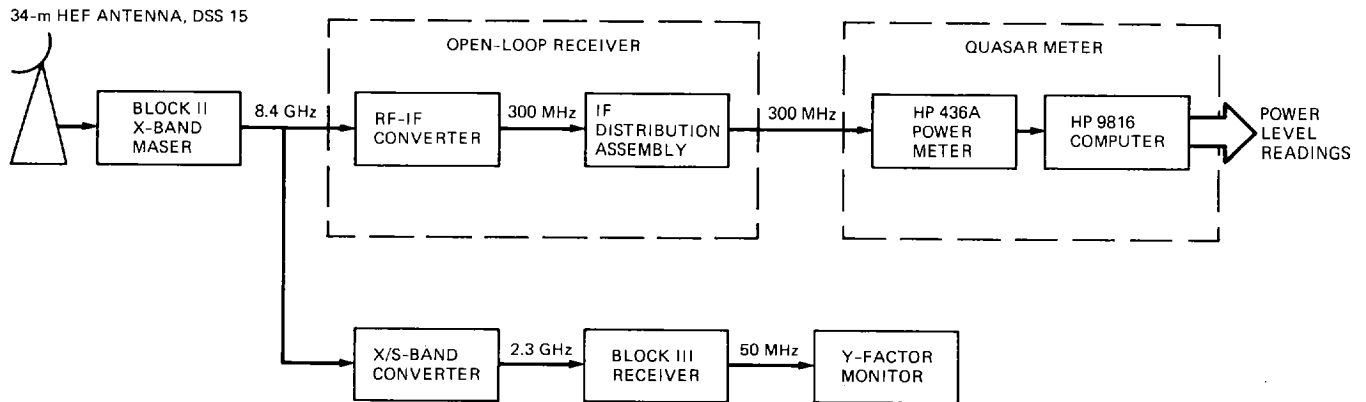 34-m HEF ANTENNA, DSS 15
OPEN-LOOP RECEIVER
QUASAR METER
BLOCK II
X-BAND
MASER
8.4 GHz
RF-IF
CONVERTER
300 MHz
IF
DISTRIBUTION
ASSEMBLY
300 MHz
HP 436A
POWER
METER
HP 9816
COMPUTER
POWER
LEVEL
READINGS
X/S-BAND
CONVERTER
2.3 GHz
BLOCK III
RECEIVER
50 MHz
Y-FACTOR
MONITOR